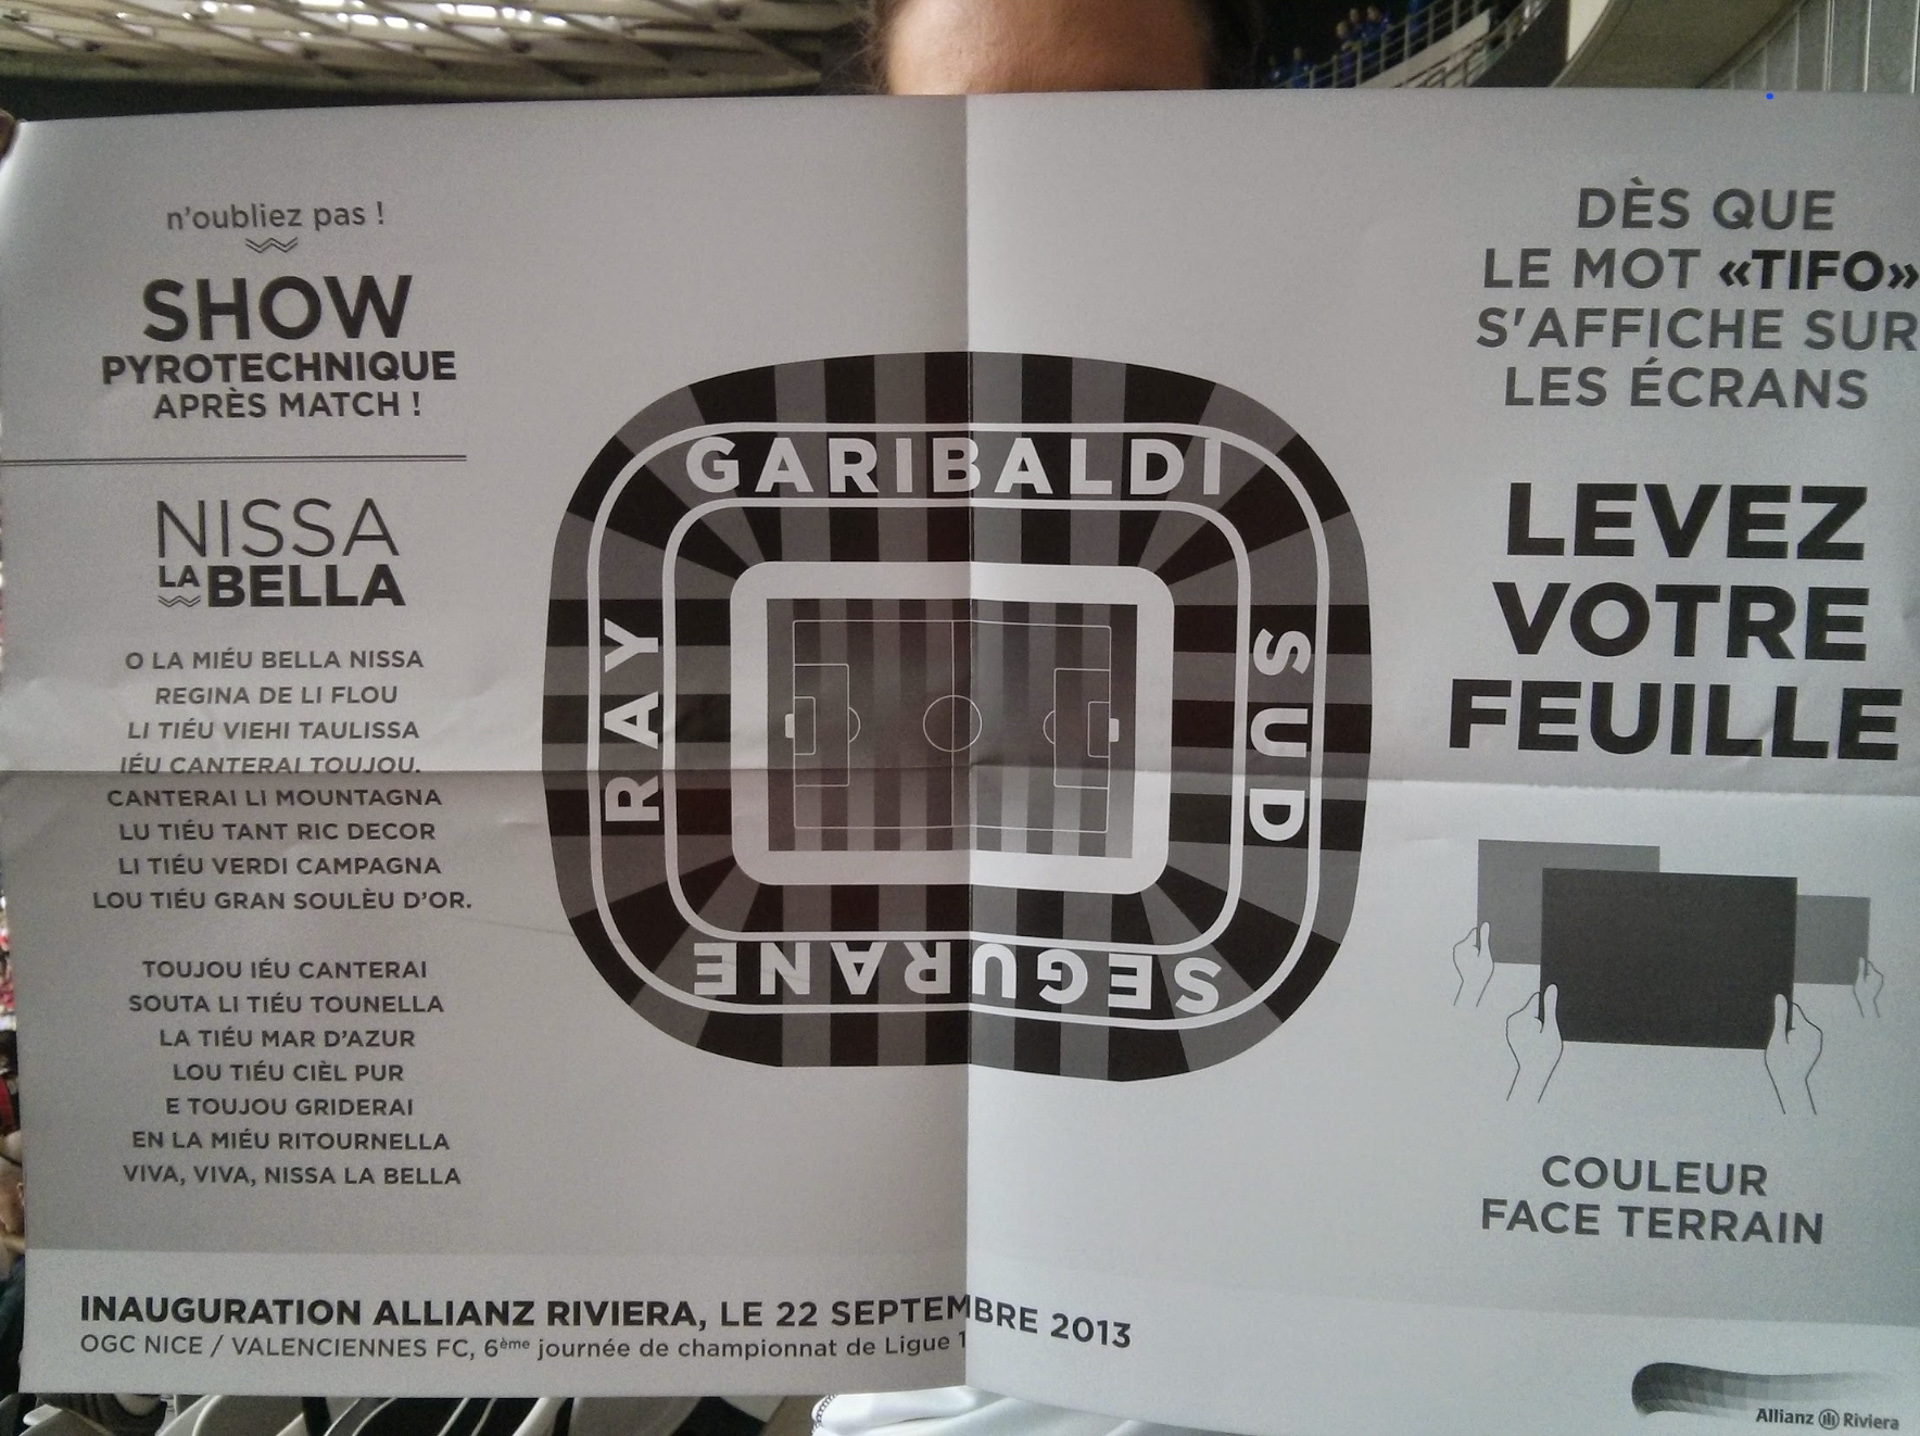 n'oubliez pas !
SHOW
PYROTECHNIQUE
APRÈS MATCH !
NISSA
LA BELLA
O LA MIÉU BELLA NISSA
REGINA DE LI FLOU
LI TIÉU VIEHI TAULISSA
IÉU CANTERAI TOUJOU.
CANTERAI LI MOUNTAGNA
LU TIÉU TANT RIC DECOR
LI TIÉU VERDI CAMPAGNA
LOU TIÉU GRAN SOULÈU D'OR.
TOUJOU IÉU CANTERAI
SOUTA LI TIÉU TOUNELLA
LA TIÉU MAR D'AZUR
LOU TIÉU CIÈL PUR
E TOUJOU GRIDERAI
EN LA MIÉU RITOURNELLA
VIVA, VIVA, NISSA LA BELLA
GARIBALDI
RAY
SUD
SEGURANE
DÈS QUE
LE MOT «TIFO»
S'AFFICHE SUR
LES ÉCRANS
LEVEZ
VOTRE
FEUILLE
COULEUR
FACE TERRAIN
INAUGURATION ALLIANZ RIVIERA, LE 22 SEPTEMBRE 2013
OGC NICE / VALENCIENNES FC, 6ème journée de championnat de Ligue 1
Allianz Riviera